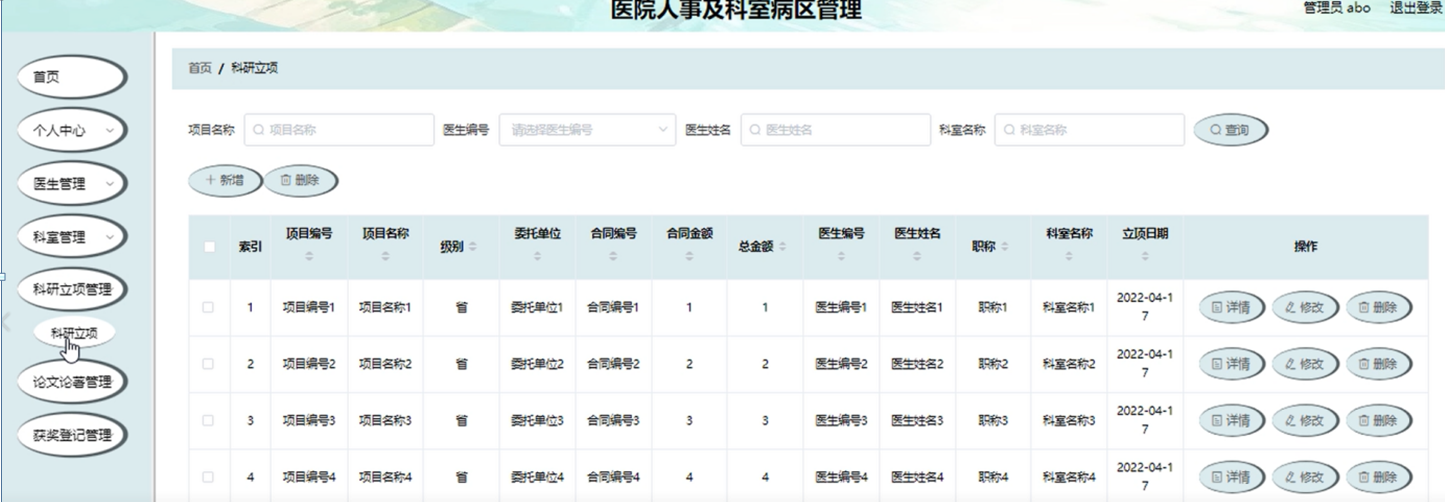 医院人事及科室病区管理
管理员 abo 退出登录
首页
个人中心
医生管理
科室管理
科研立项管理
科研立项
论文论著管理
获奖登记管理
首页 / 科研立项
项目名称 项目名称 医生编号 请选择医生编号 医生姓名 医生姓名 科室名称 科室名称 查询
新增 删除
索引 项目编号 项目名称 级别 委托单位 合同编号 合同金额 总金额 医生编号 医生姓名 职称 科室名称 立项日期 操作
1 项目编号1 项目名称1 省 委托单位1 合同编号1 1 1 医生编号1 医生姓名1 职称1 科室名称1 2022-04-17 详情 修改 删除
2 项目编号2 项目名称2 省 委托单位2 合同编号2 2 2 医生编号2 医生姓名2 职称2 科室名称2 2022-04-17 详情 修改 删除
3 项目编号3 项目名称3 省 委托单位3 合同编号3 3 3 医生编号3 医生姓名3 职称3 科室名称3 2022-04-17 详情 修改 删除
4 项目编号4 项目名称4 省 委托单位4 合同编号4 4 4 医生编号4 医生姓名4 职称4 科室名称4 2022-04-17 详情 修改 删除